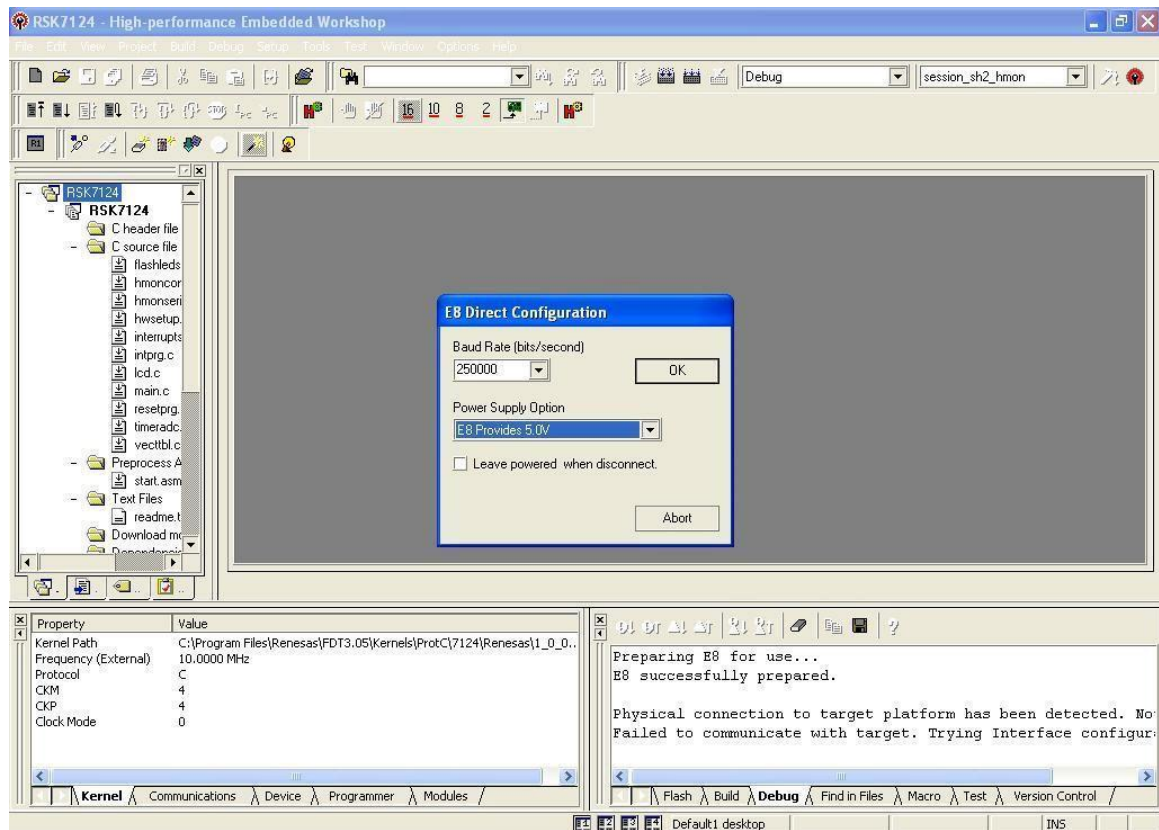 RSK7124 - High-performance Embedded Workshop
File Edit View Project Build Debug Setup Tools Test Window Options Help
Debug
session_sh2_hmon
16 10 8 2
R1
RSK7124
RSK7124
C header file
C source file
flashleds
hmoncor
hmonseri
hwsetup.
interrupts
intprg.c
lcd.c
main.c
resetprg.
timeradc.
vecttbl.c
Preprocess A
start.asm
Text Files
readme.t
Download mo
Dependencie
E8 Direct Configuration
Baud Rate (bits/second)
250000
OK
Power Supply Option
E8 Provides 5.0V
Leave powered when disconnect.
Abort
Property Value
Kernel Path C:\Program Files\Renesas\FDT3.05\Kernels\ProtC\7124\Renesas\1_0_0..
Frequency (External) 10.0000 MHz
Protocol C
CKM 4
CKP 4
Clock Mode 0
Kernel Communications Device Programmer Modules
Preparing E8 for use...
E8 successfully prepared.
Physical connection to target platform has been detected. No
Failed to communicate with target. Trying Interface configur
Flash Build Debug Find in Files Macro Test Version Control
Default1 desktop INS